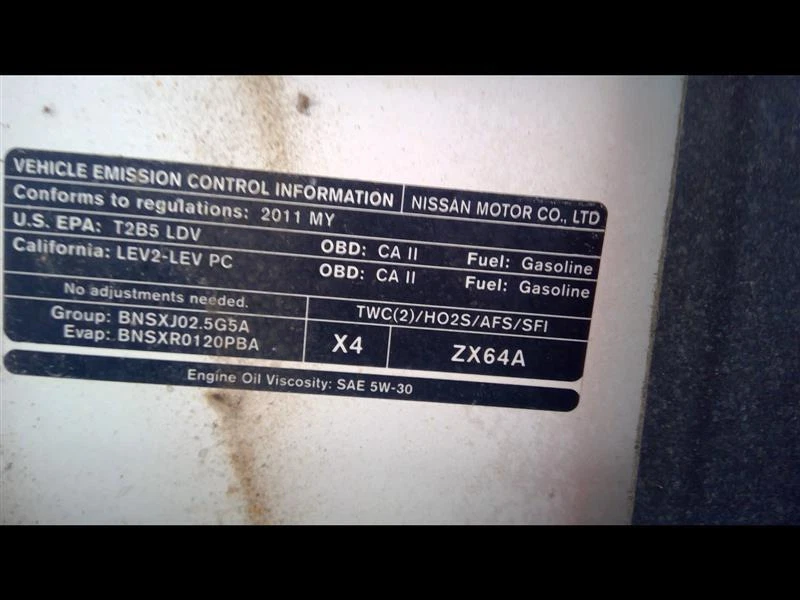 VEHICLE EMISSION CONTROL INFORMATION NISSAN MOTOR CO., LTD
Conforms to regulations: 2011 MY
U.S. EPA: T2B5 LDV OBD: CA II Fuel: Gasoline
California: LEV2-LEV PC OBD: CA II Fuel: Gasoline
No adjustments needed. TWC(2)/HO2S/AFS/SFI
Group: BNSXJ02.5G5A
Evap: BNSXR0120PBA X4 ZX64A
Engine Oil Viscosity: SAE 5W-30